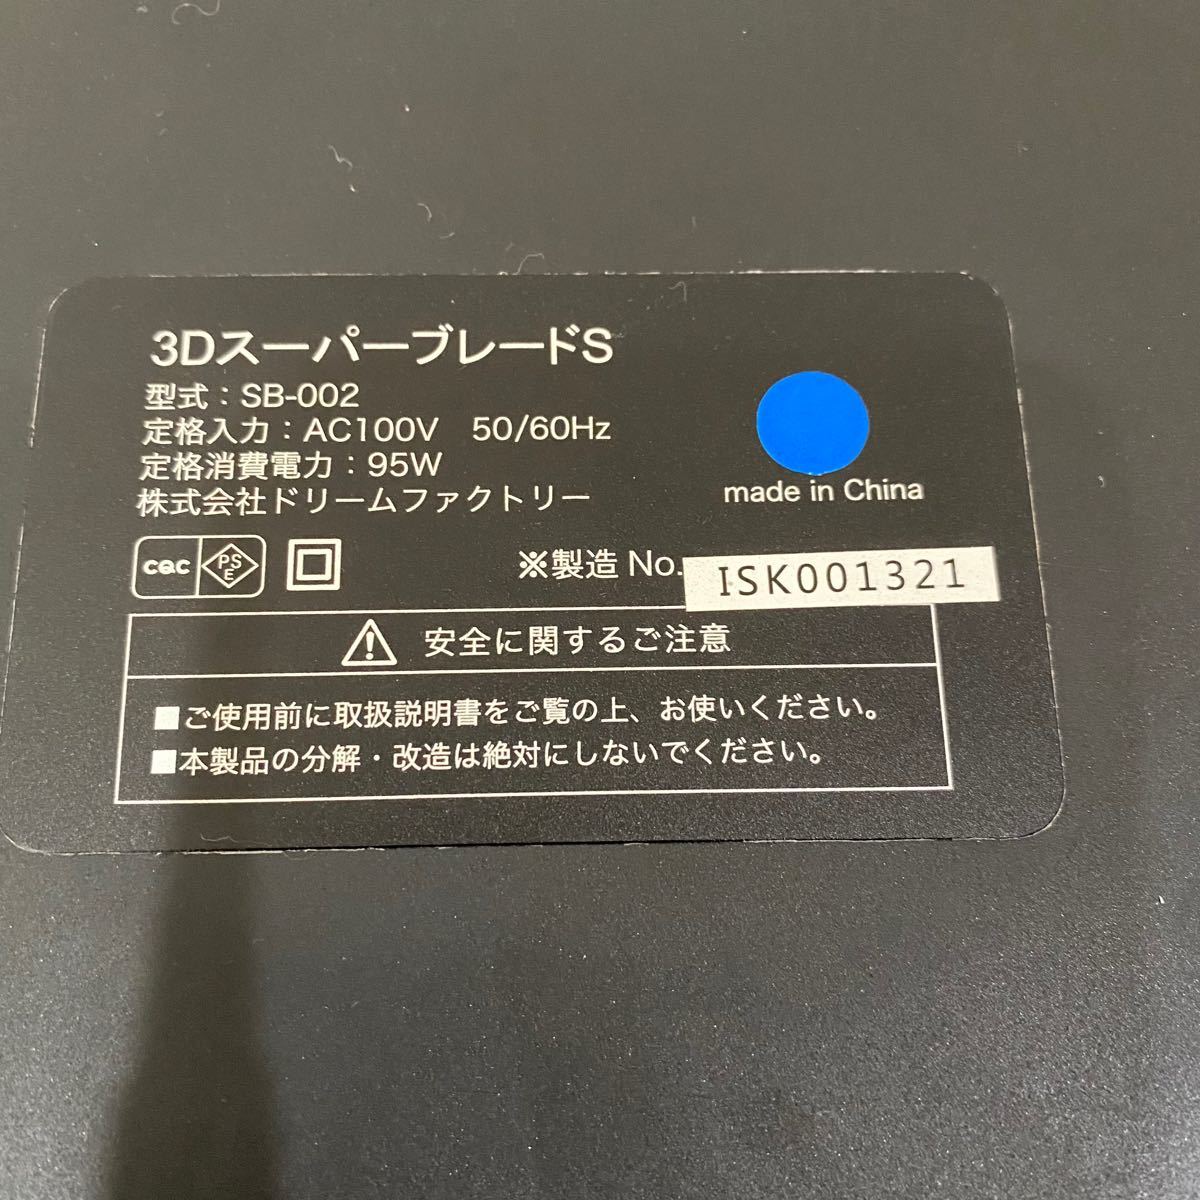 3DスーパーブレードS
型式：SB-002
定格入力：AC100V 50/60Hz
定格消費電力：95W
株式会社ドリームファクトリー
made in China
CQC PSE
※製造 No. ISK001321
安全に関するご注意
■ご使用前に取扱説明書をご覧の上、お使いください。
■本製品の分解・改造は絶対にしないでください。